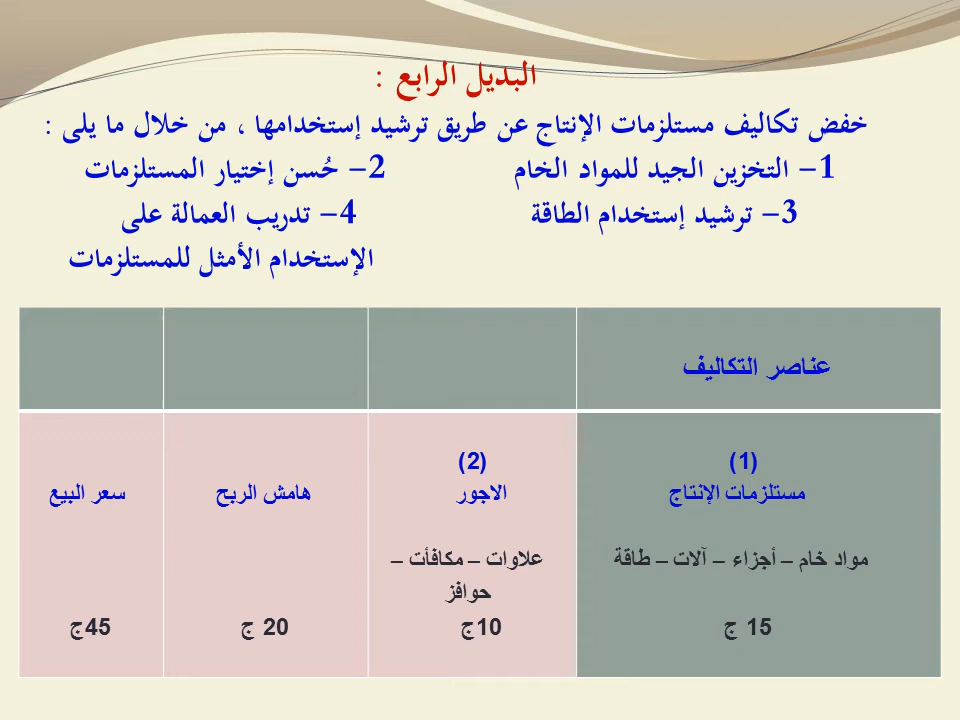 البديل الرابع :
خفض تكاليف مستلزمات الإنتاج عن طريق ترشيد إستخدامها ، من خلال ما يلى :
1- التخزين الجيد للمواد الخام 2- حُسن إختيار المستلزمات
3- ترشيد إستخدام الطاقة 4- تدريب العمالة على
الإستخدام الأمثل للمستلزمات
عناصر التكاليف
(1)
مستلزمات الإنتاج
مواد خام – أجزاء – آلات – طاقة
15 ج
(2)
الاجور
علاوات – مكافأت –
حوافز
10ج
هامش الربح
20 ج
سعر البيع
45ج